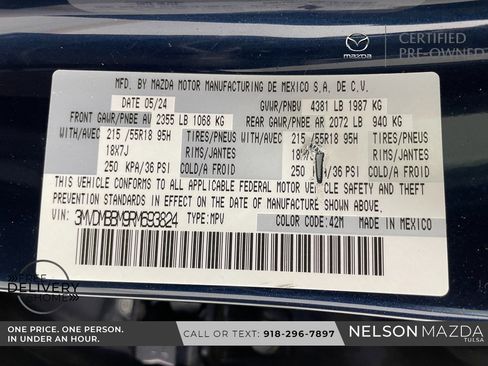 mazda
CERTIFIED
PRE-OWNED
MFD. BY MAZDA MOTOR MANUFACTURING DE MEXICO S.A. DE C.V.
DATE 05/24
GVWR/PNBV 4381 LB 1987 KG
FRONT GAWR/PNBE AV 2355 LB 1068 KG
REAR GAWR/PNBE AR 2072 LB 940 KG
WITH/AVEC 215 /55R18 95H TIRES/PNEUS
WITH/AVEC 215 /55R18 95H TIRES/PNEUS
18X7J RIMS/JANTES
RIMS/JANTES
250 KPA/36 PSI COLD/A FROID
250 KPA/36 PSI COLD/A FROID
THIS VEHICLE CONFORMS TO ALL APPLICABLE FEDERAL MOTOR VEHICLE SAFETY, BUMPER, AND THEFT
PREVENTION STANDARDS IN EFFECT ON THE DATE OF MANUFACTURE SHOWN ABOVE.
VIN: 3MVDMBBM9RM693824 TYPE:MPV
COLOR CODE: 42M MADE IN MEXICO
FREE
DELIVERY
HOME
ONE PRICE. ONE PERSON.
IN UNDER AN HOUR.
CALL OR TEXT: 918-296-7897
NELSON MAZDA
TULSA